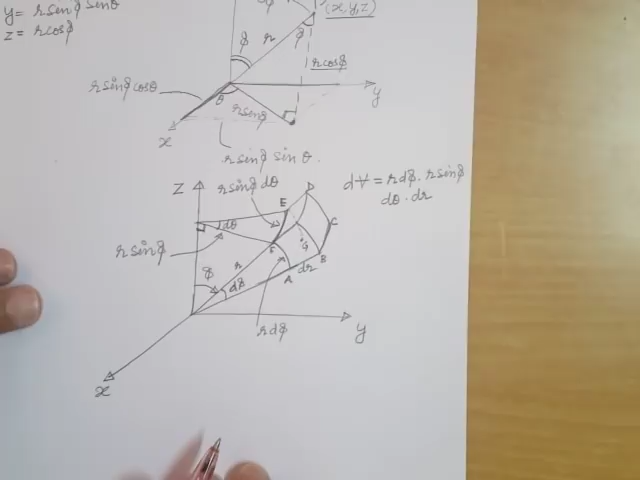 y = r sinϕ sinθ
z = r cosϕ
(x, y, z)
ϕ
r
ϕ
r cosϕ
r sinϕ cosθ
θ
r sinϕ
y
x
r sinϕ sinθ
z
r sinϕ dθ
D
dV = r dϕ. r sinϕ
dθ. dr
E
dθ
C
r sinϕ
F
G
B
r
dr
A
ϕ
dϕ
r dϕ
y
x